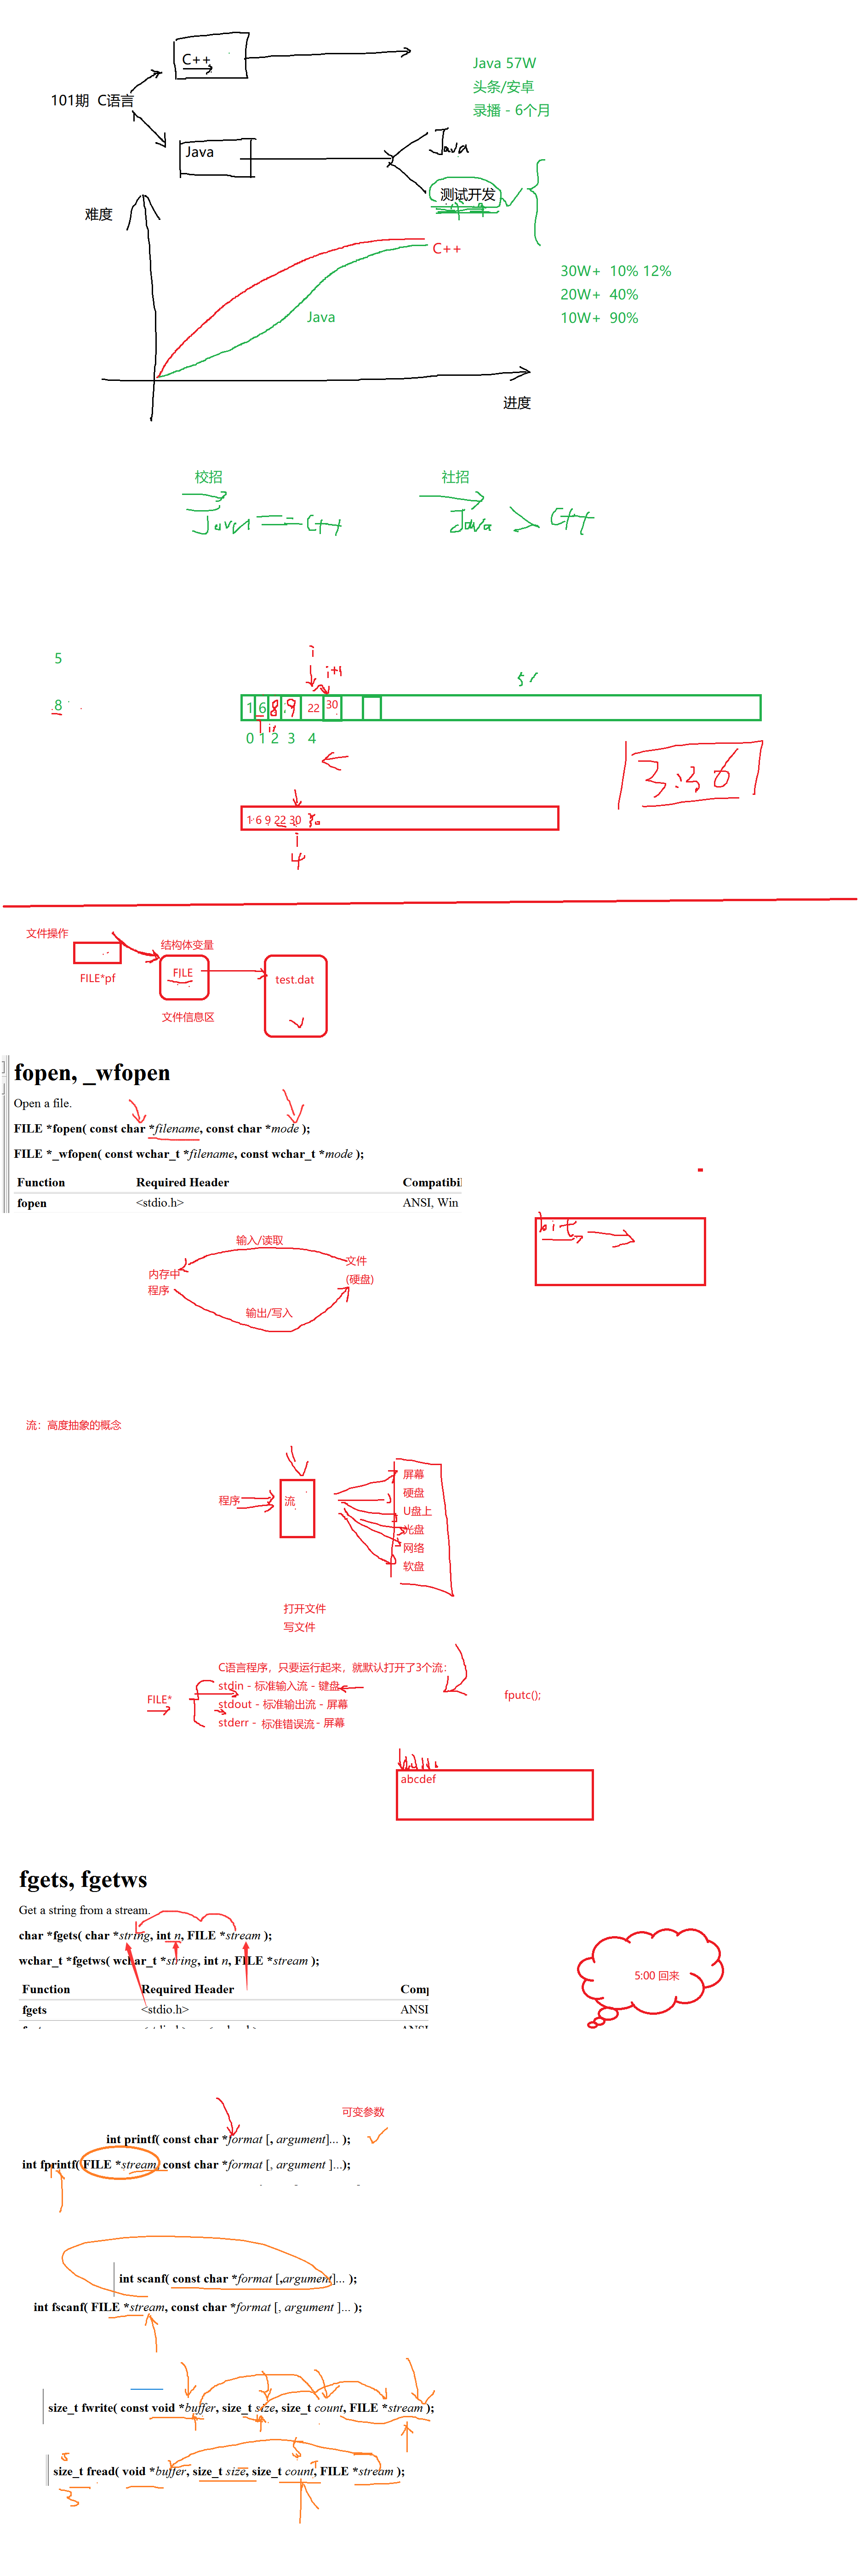 C++
Java 57W
头条/安卓
录播 - 6个月
101期 C语言
Java
Java
测试开发
难度
C++
30W+ 10% 12%
20W+ 40%
10W+ 90%
Java
进度
校招
社招
Java == C++
Java > C++
5
i
i+1
51
8
1 6 8 9 22 30
0 1 2 3 4
3:30
1 6 9 22 30
i
4
文件操作
结构体变量
FILE
FILE*pf
test.dat
文件信息区
fopen, _wfopen
Open a file.
FILE *fopen( const char *filename, const char *mode );
FILE *_wfopen( const wchar_t *filename, const wchar_t *mode );
Function Required Header Compatibil
fopen <stdio.h> ANSI, Win
bit
输入/读取
内存中
程序
文件
(硬盘)
输出/写入
流：高度抽象的概念
程序
流
屏幕
硬盘
U盘上
光盘
网络
软盘
打开文件
写文件
C语言程序，只要运行起来，就默认打开了3个流：
FILE*
stdin - 标准输入流 - 键盘
stdout - 标准输出流 - 屏幕
stderr - 标准错误流 - 屏幕
fputc();
abcdef
fgets, fgetws
Get a string from a stream.
char *fgets( char *string, int n, FILE *stream );
wchar_t *fgetws( wchar_t *string, int n, FILE *stream );
Function Required Header Comp
fgets <stdio.h> ANSI
5:00 回来
可变参数
int printf( const char *format [, argument]... );
int fprintf( FILE *stream, const char *format [, argument ]...);
int scanf( const char *format [,argument]... );
int fscanf( FILE *stream, const char *format [, argument ]... );
size_t fwrite( const void *buffer, size_t size, size_t count, FILE *stream );
5
size_t fread( void *buffer, size_t size, size_t count, FILE *stream );
3